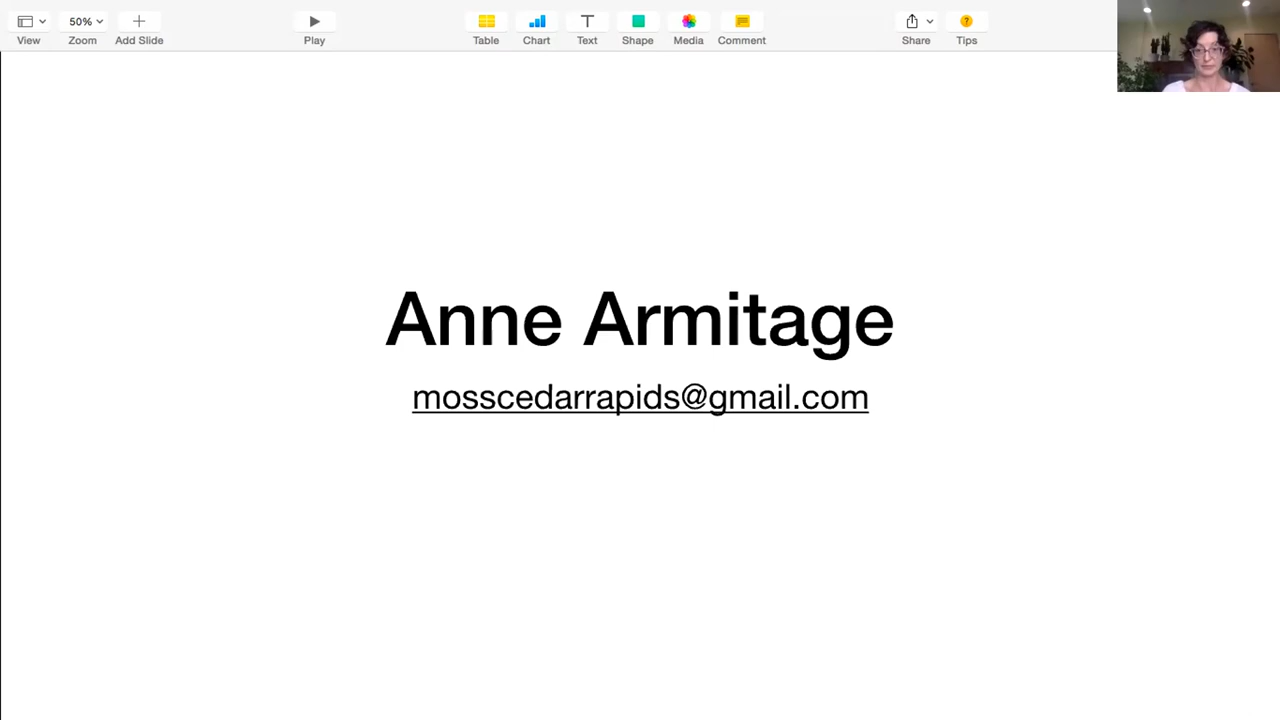 50%
View
Zoom
Add Slide
Play
Table
Chart
T
Text
Shape
Media
Comment
Share
?
Tips
Anne Armitage
mosscedarrapids@gmail.com